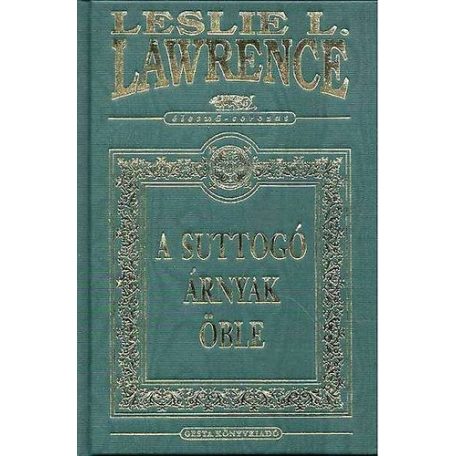 LESLIE L.
LAWRENCE
életmű-sorozat
A SUTTOGÓ
ÁRNYAK
ÖBLE
GESTA KÖNYVKIADÓ